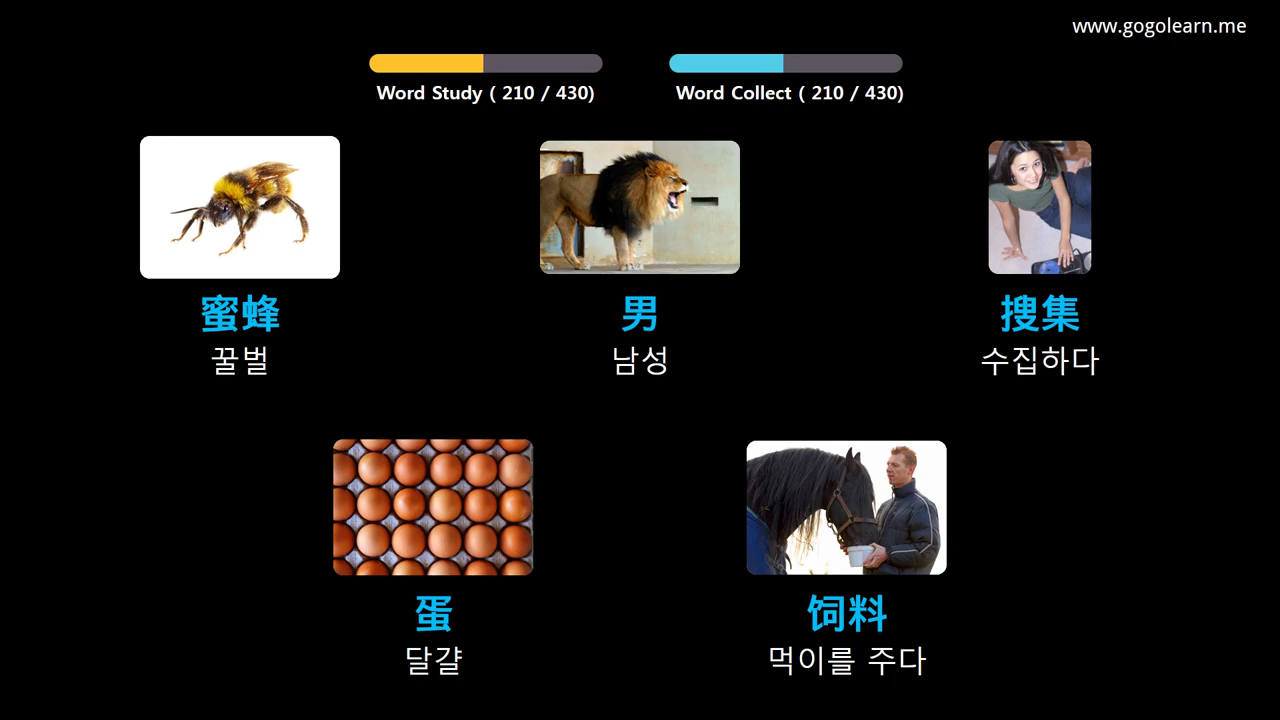 www.gogolearn.me
Word Study ( 210 / 430)
Word Collect ( 210 / 430)
蜜蜂
꿀벌
男
남성
搜集
수집하다
蛋
달걀
饲料
먹이를 주다